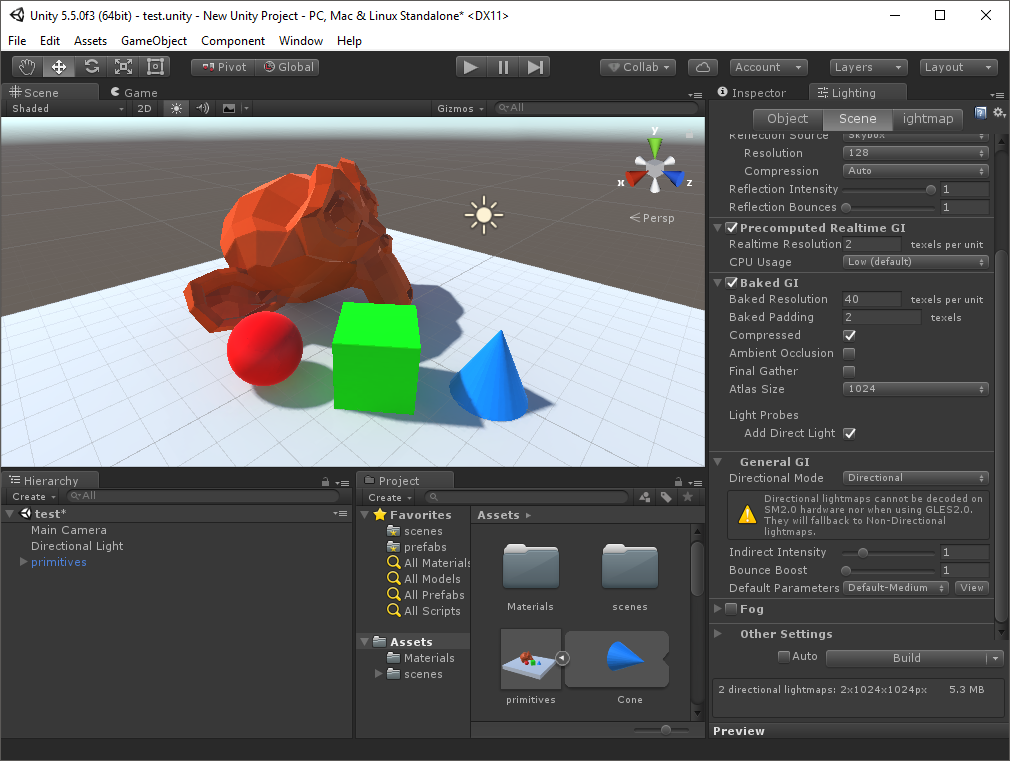 Unity 5.5.0f3 (64bit) - test.unity - New Unity Project - PC, Mac & Linux Standalone* <DX11>
File Edit Assets GameObject Component Window Help
Pivot Global Collab Account Layers Layout
Scene Game
Shaded 2D Gizmos All
y
x z
Persp
Inspector Lighting
Object Scene ightmap
Reflection Source Skybox
Resolution 128
Compression Auto
Reflection Intensity 1
Reflection Bounces 1
Precomputed Realtime GI
Realtime Resolution 2 texels per unit
CPU Usage Low (default)
Baked GI
Baked Resolution 40 texels per unit
Baked Padding 2 texels
Compressed
Ambient Occlusion
Final Gather
Atlas Size 1024
Light Probes
Add Direct Light
General GI
Directional Mode Directional
Directional lightmaps cannot be decoded on
SM2.0 hardware nor when using GLES2.0.
They will fallback to Non-Directional
lightmaps.
Indirect Intensity 1
Bounce Boost 1
Default Parameters Default-Medium View
Fog
Other Settings
Auto Build
2 directional lightmaps: 2x1024x1024px 5.3 MB
Preview
Hierarchy
Create All
test*
Main Camera
Directional Light
primitives
Project
Create
Favorites
scenes
prefabs
All Materials
All Models
All Prefabs
All Scripts
Assets
Materials
scenes
Assets
Materials scenes
primitives Cone